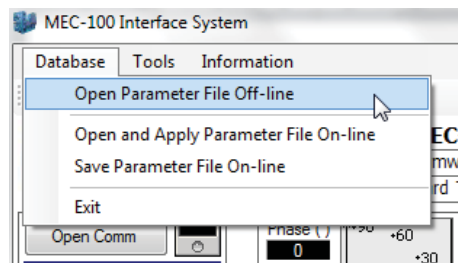 MEC-100 Interface System
Database Tools Information
Open Parameter File Off-line
Open and Apply Parameter File On-line
Save Parameter File On-line
Exit
Open Comm
Phase ( )
0
+90
+60
+30